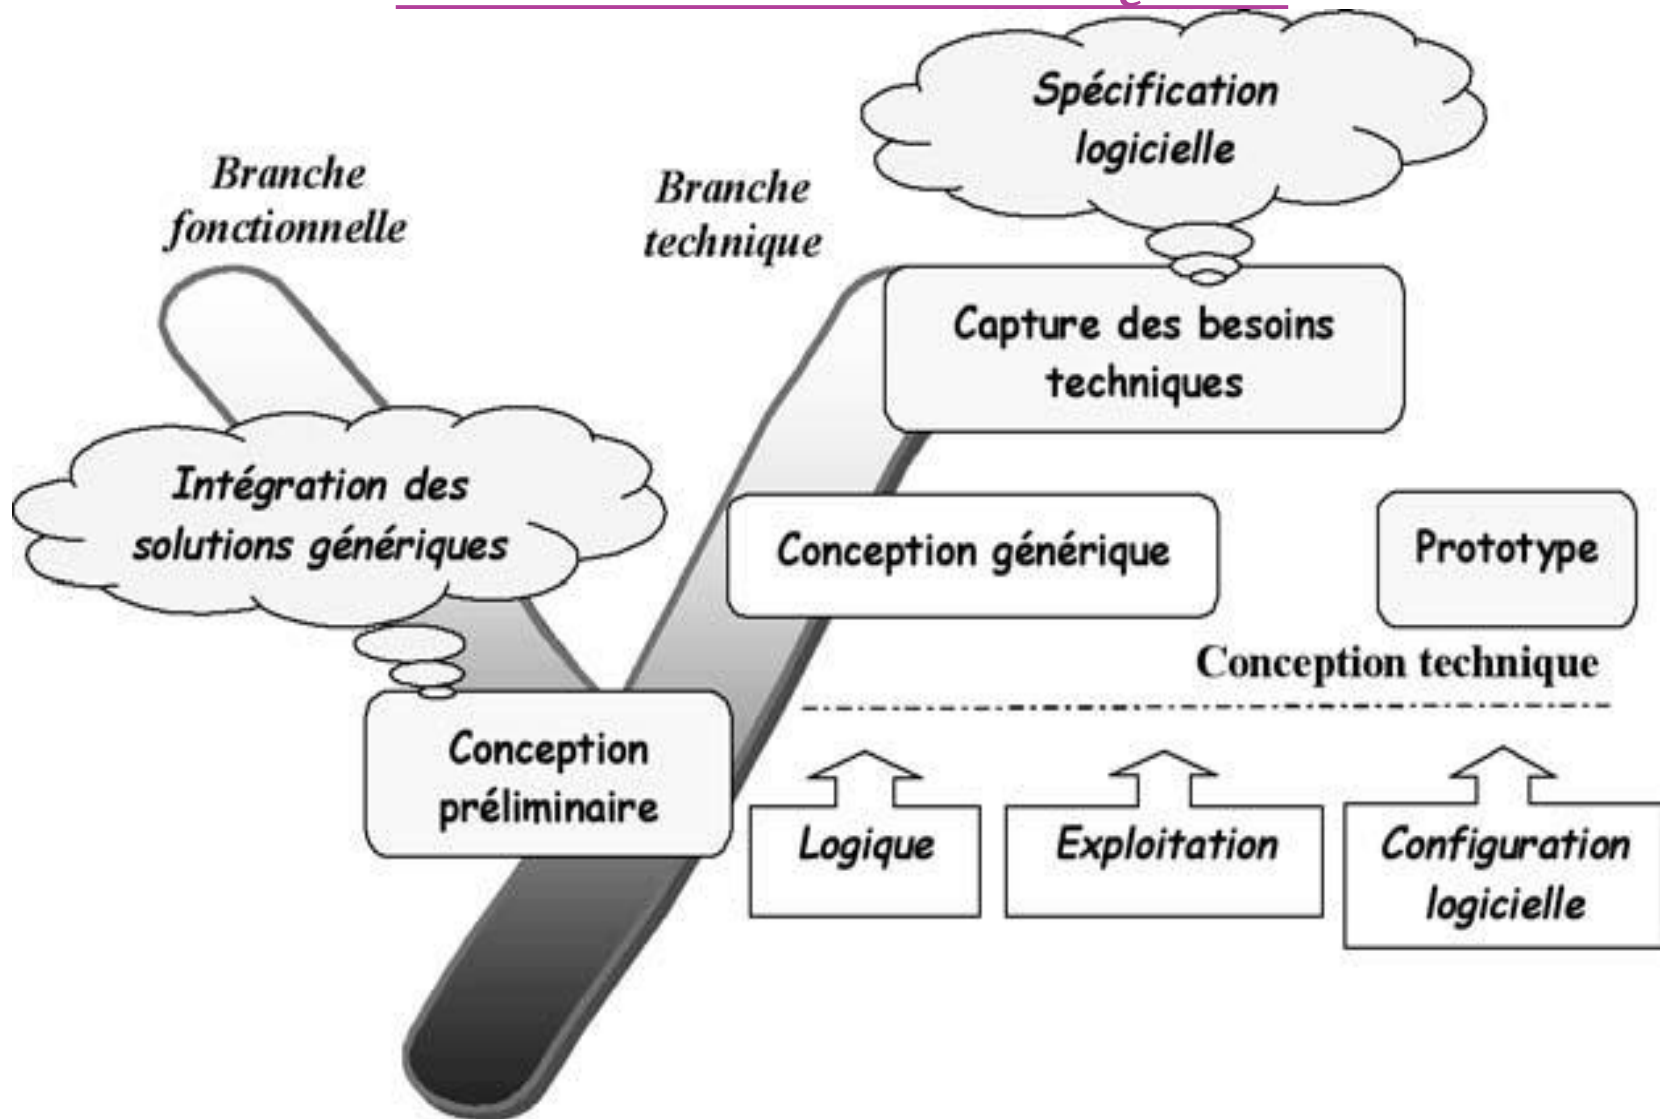 Spécification
logicielle
Branche
fonctionnelle
Branche
technique
Capture des besoins
techniques
Intégration des
solutions génériques
Conception générique
Prototype
Conception technique
Conception
préliminaire
Logique
Exploitation
Configuration
logicielle